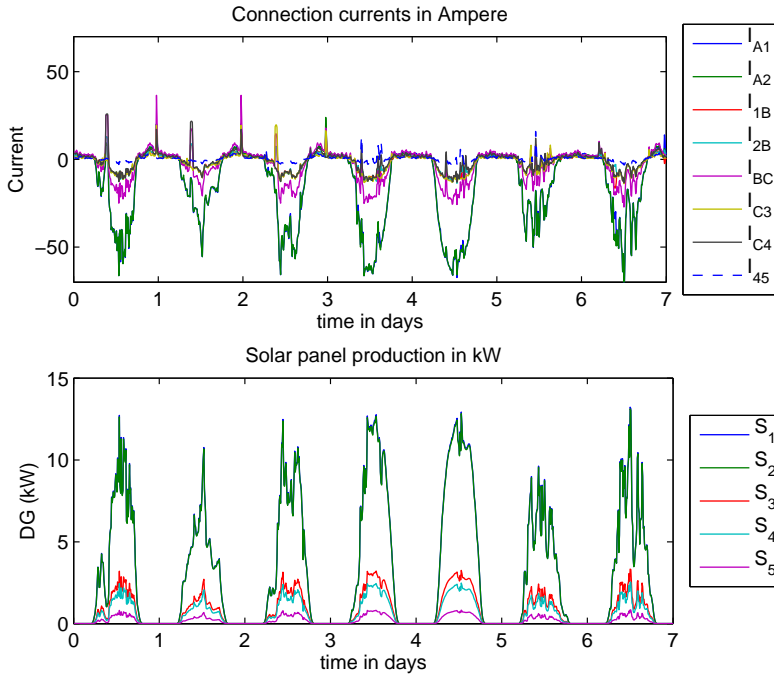 Connection currents in Ampere
Current
50
0
−50
0 1 2 3 4 5 6 7
time in days
I_A1
I_A2
I_1B
I_2B
I_BC
I_C3
I_C4
I_45
Solar panel production in kW
DG (kW)
15
10
5
0
0 1 2 3 4 5 6 7
time in days
S_1
S_2
S_3
S_4
S_5